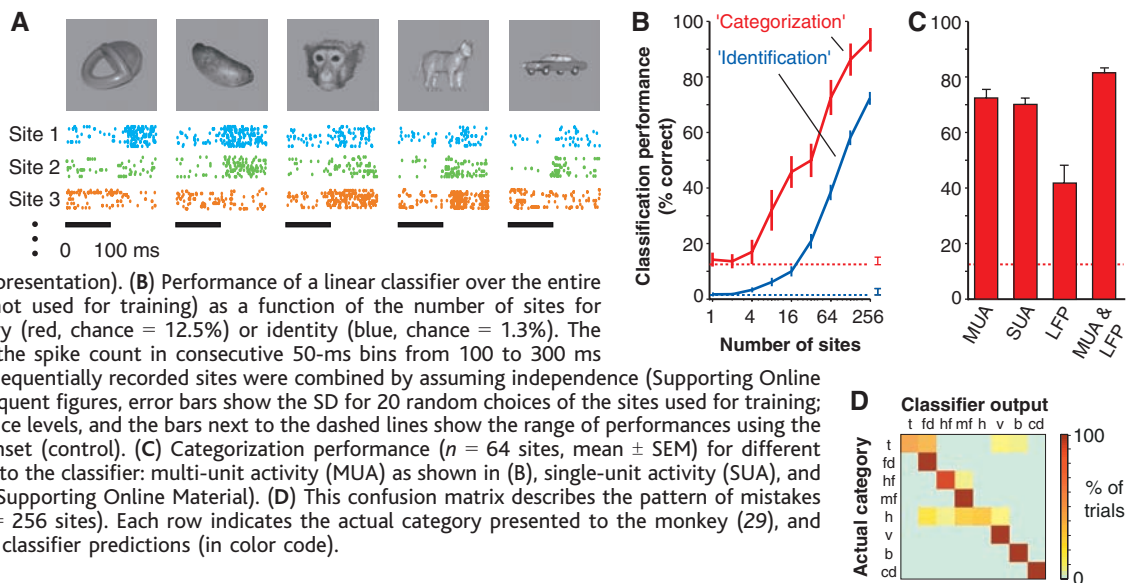 A
Site 1
Site 2
Site 3
0 100 ms
B
100
80
60
40
20
0
Classification performance
(% correct)
'Categorization'
'Identification'
1 4 16 64 256
Number of sites
C
100
80
60
40
20
0
MUA
SUA
LFP
MUA &
LFP
presentation). (B) Performance of a linear classifier over the entire
not used for training) as a function of the number of sites for
ry (red, chance = 12.5%) or identity (blue, chance = 1.3%). The
the spike count in consecutive 50-ms bins from 100 to 300 ms
equentially recorded sites were combined by assuming independence (Supporting Online
quent figures, error bars show the SD for 20 random choices of the sites used for training;
ce levels, and the bars next to the dashed lines show the range of performances using the
nset (control). (C) Categorization performance (n = 64 sites, mean ± SEM) for different
to the classifier: multi-unit activity (MUA) as shown in (B), single-unit activity (SUA), and
Supporting Online Material). (D) This confusion matrix describes the pattern of mistakes
= 256 sites). Each row indicates the actual category presented to the monkey (29), and
classifier predictions (in color code).
D
Classifier output
t fd hf mf h v b cd
Actual category
t
fd
hf
mf
h
v
b
cd
100
% of
trials
0